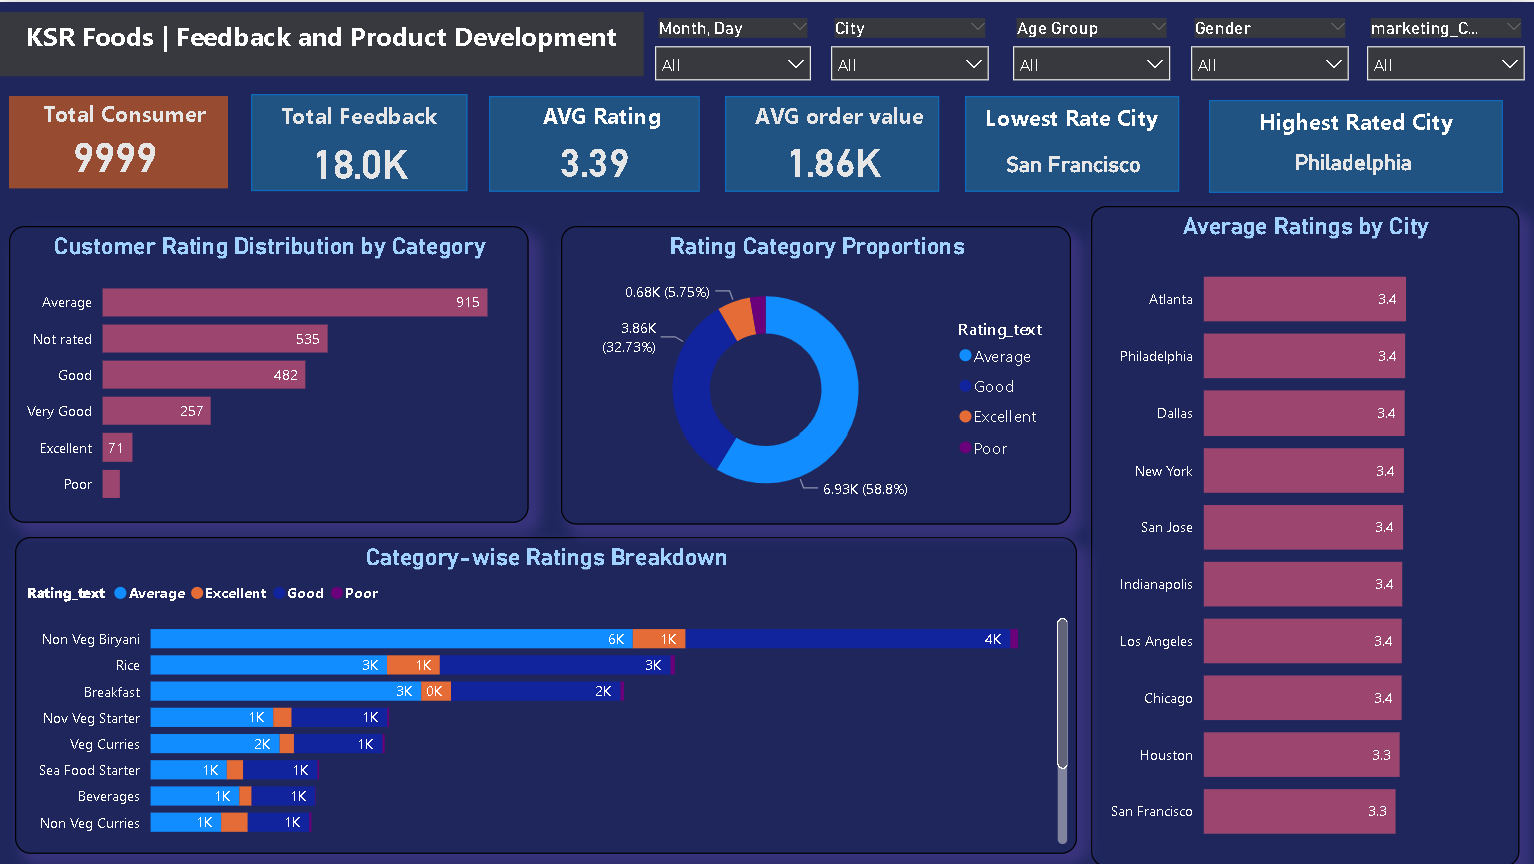 KSR Foods | Feedback and Product Development
Month, Day
All
City
All
Age Group
All
Gender
All
marketing_C...
All
Total Consumer
9999
Total Feedback
18.0K
AVG Rating
3.39
AVG order value
1.86K
Lowest Rate City
San Francisco
Highest Rated City
Philadelphia
Customer Rating Distribution by Category
Average 915
Not rated 535
Good 482
Very Good 257
Excellent 71
Poor
Rating Category Proportions
0.68K (5.75%)
3.86K
(32.73%)
6.93K (58.8%)
Rating_text
Average
Good
Excellent
Poor
Average Ratings by City
Atlanta 3.4
Philadelphia 3.4
Dallas 3.4
New York 3.4
San Jose 3.4
Indianapolis 3.4
Los Angeles 3.4
Chicago 3.4
Houston 3.3
San Francisco 3.3
Category-wise Ratings Breakdown
Rating_text Average Excellent Good Poor
Non Veg Biryani 6K 1K 4K
Rice 3K 1K 3K
Breakfast 3K 0K 2K
Nov Veg Starter 1K 1K
Veg Curries 2K 1K
Sea Food Starter 1K 1K
Beverages 1K 1K
Non Veg Curries 1K 1K